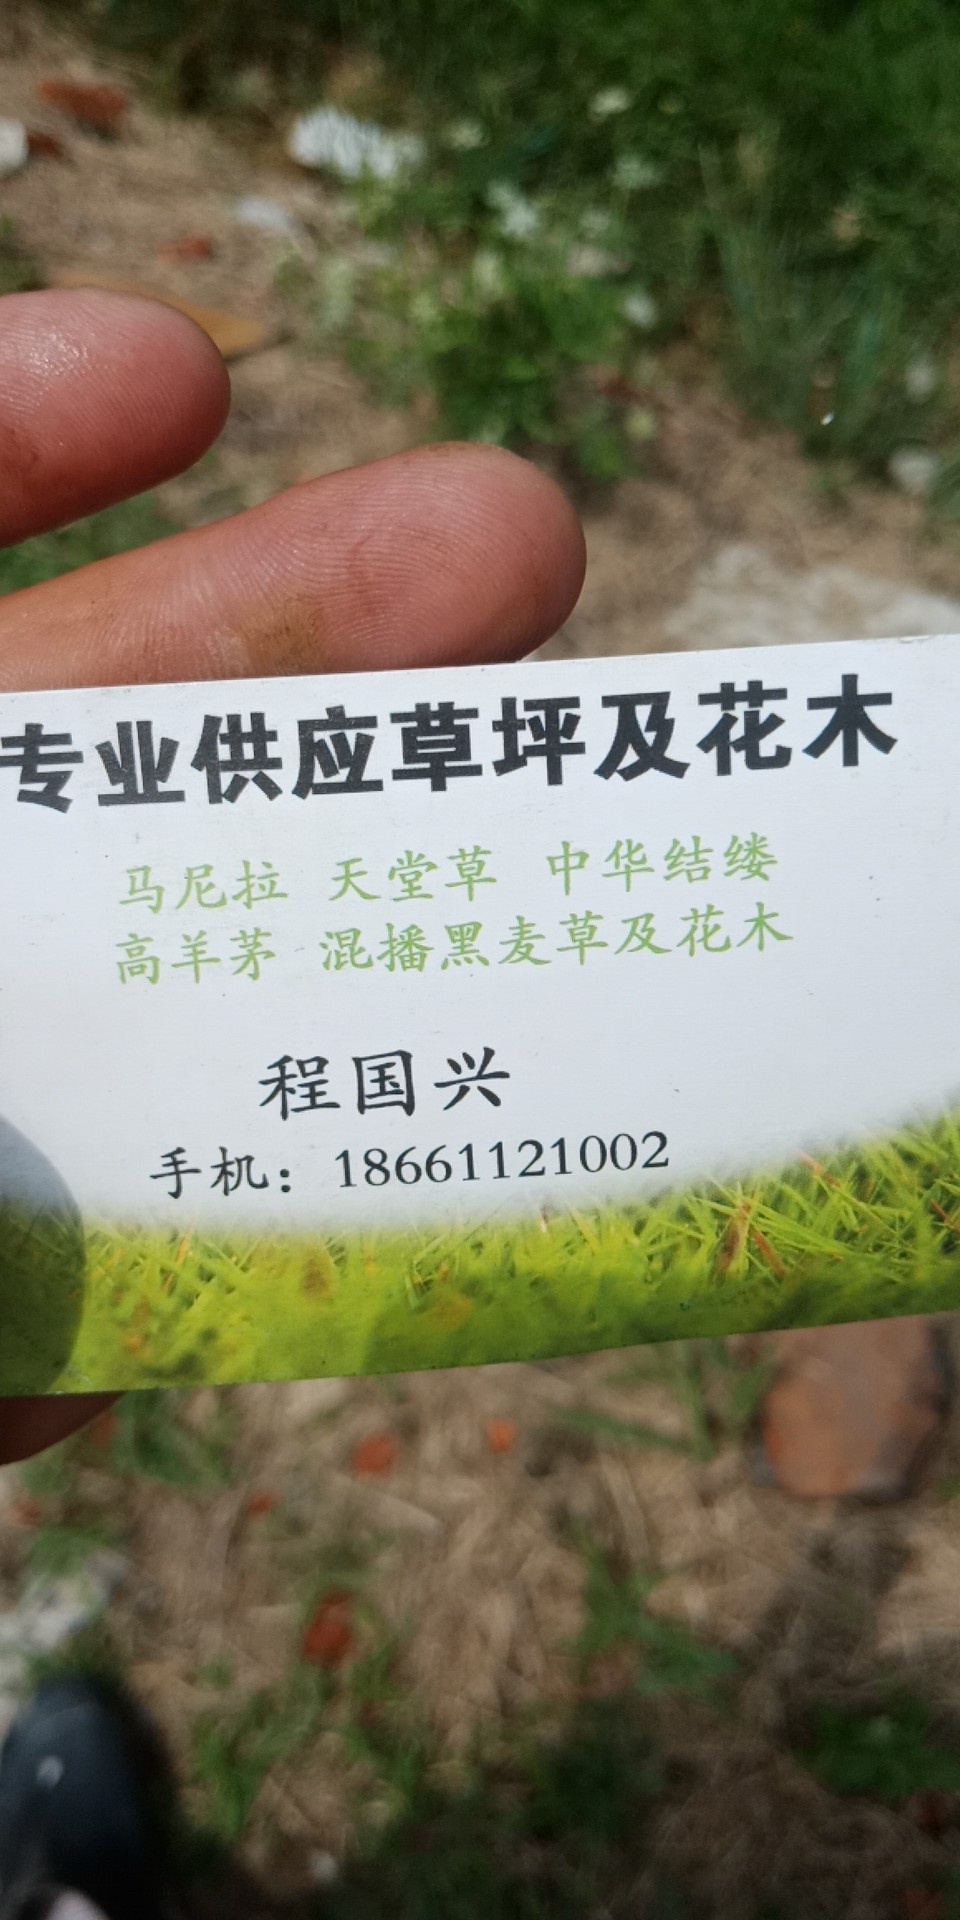 专业供应草坪及花木
马尼拉 天堂草 中华结缕
高羊茅 混播黑麦草及花木
程国兴
手机：18661121002